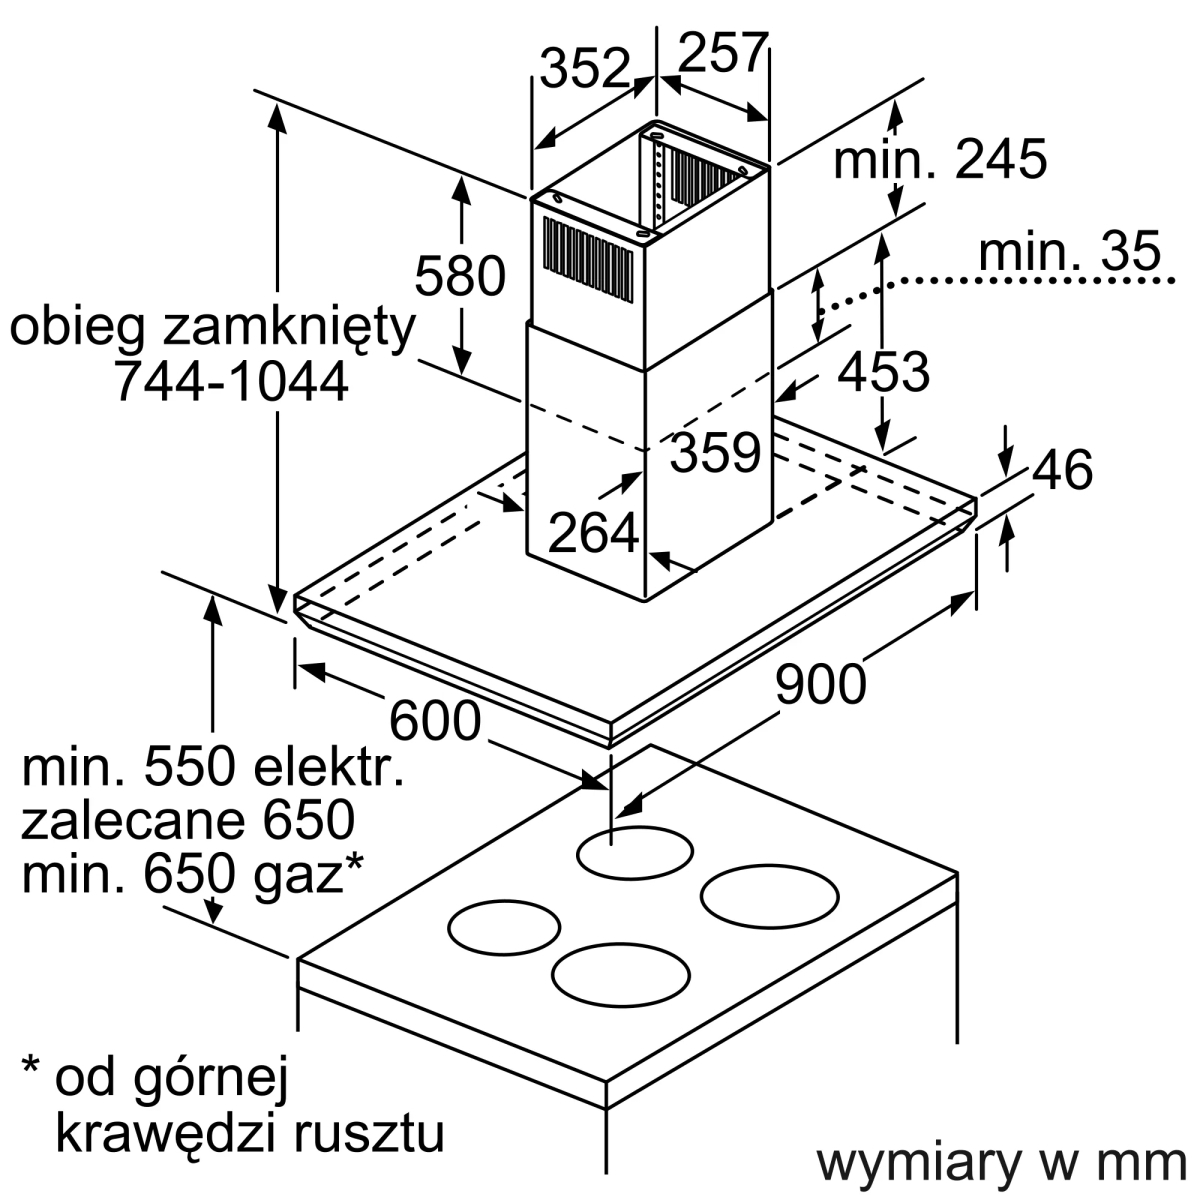 352
257
min. 245
min. 35
580
obieg zamknięty
744-1044
453
359
46
264
900
600
min. 550 elektr.
zalecane 650
min. 650 gaz*
* od górnej
krawędzi rusztu
wymiary w mm